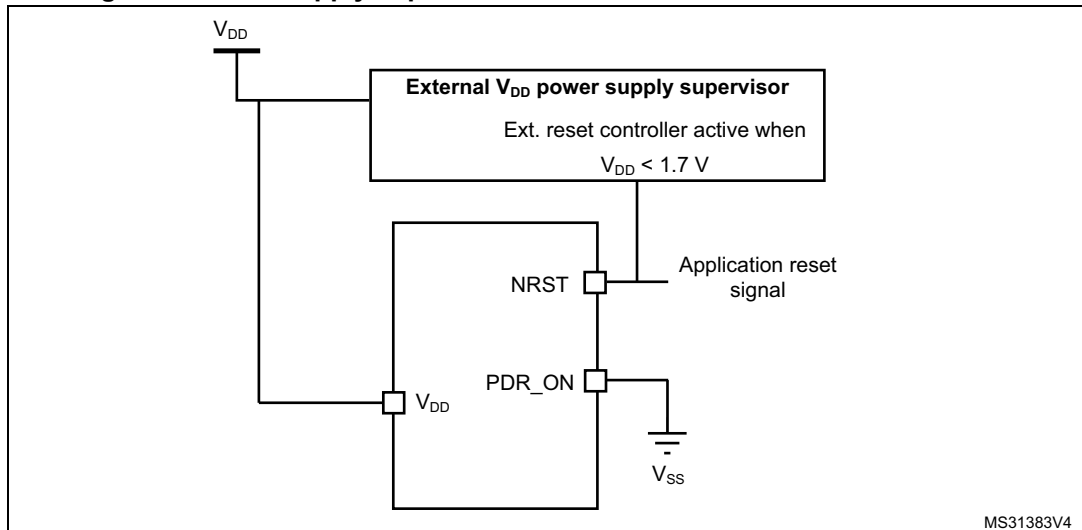 V_DD
External V_DD power supply supervisor
Ext. reset controller active when
V_DD < 1.7 V
NRST
Application reset
signal
PDR_ON
V_DD
V_SS
MS31383V4